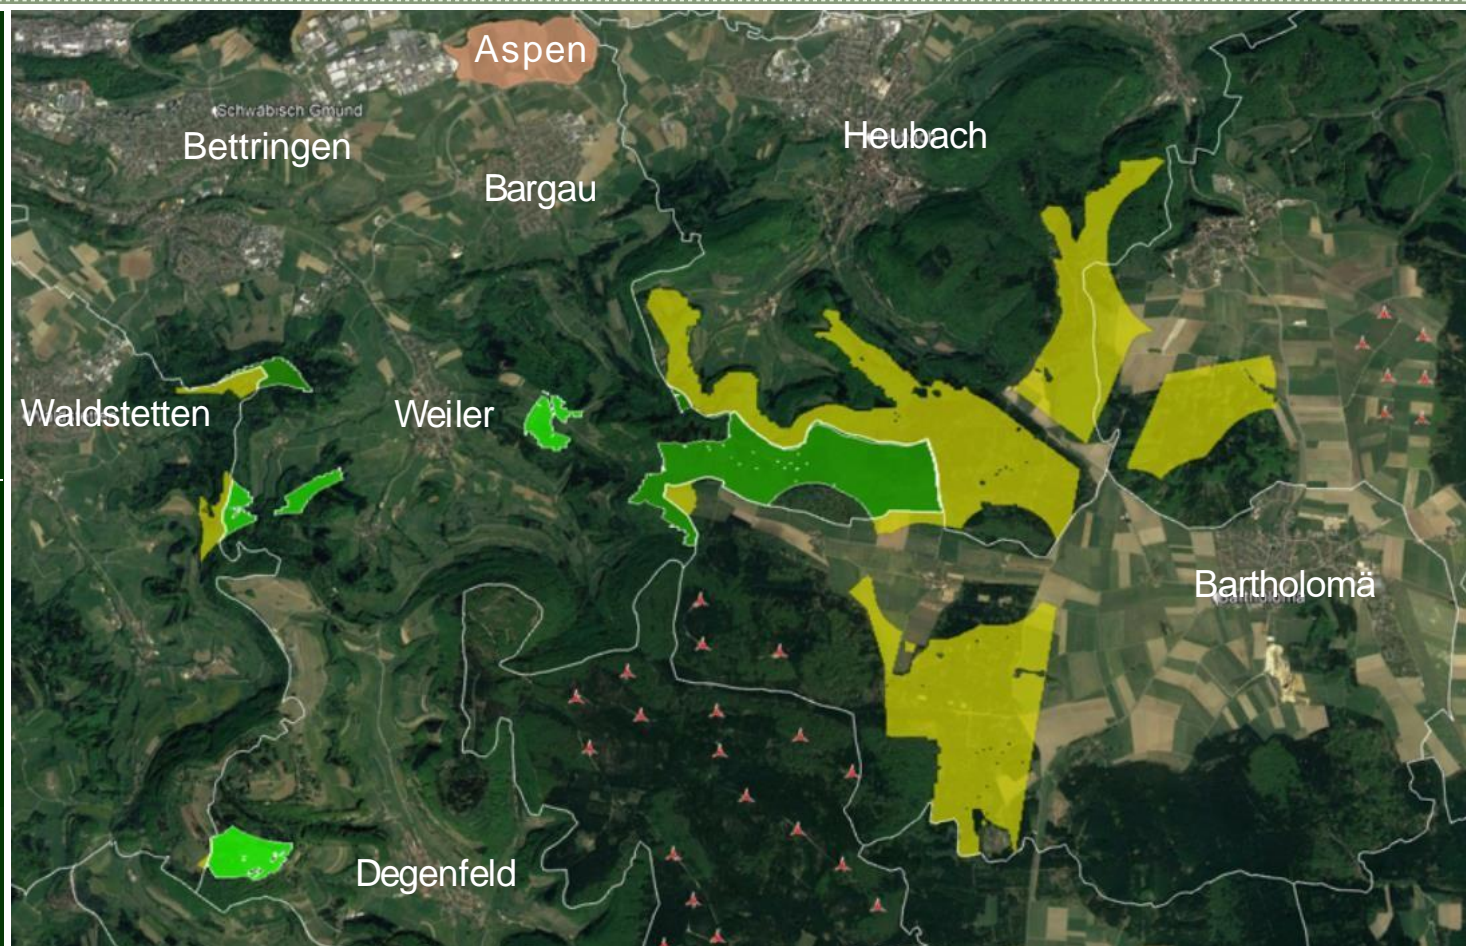 Aspen
Schwäbisch Gmünd
Bettringen
Heubach
Bargau
Waldstetten
Weiler
Bartholomä
Degenfeld